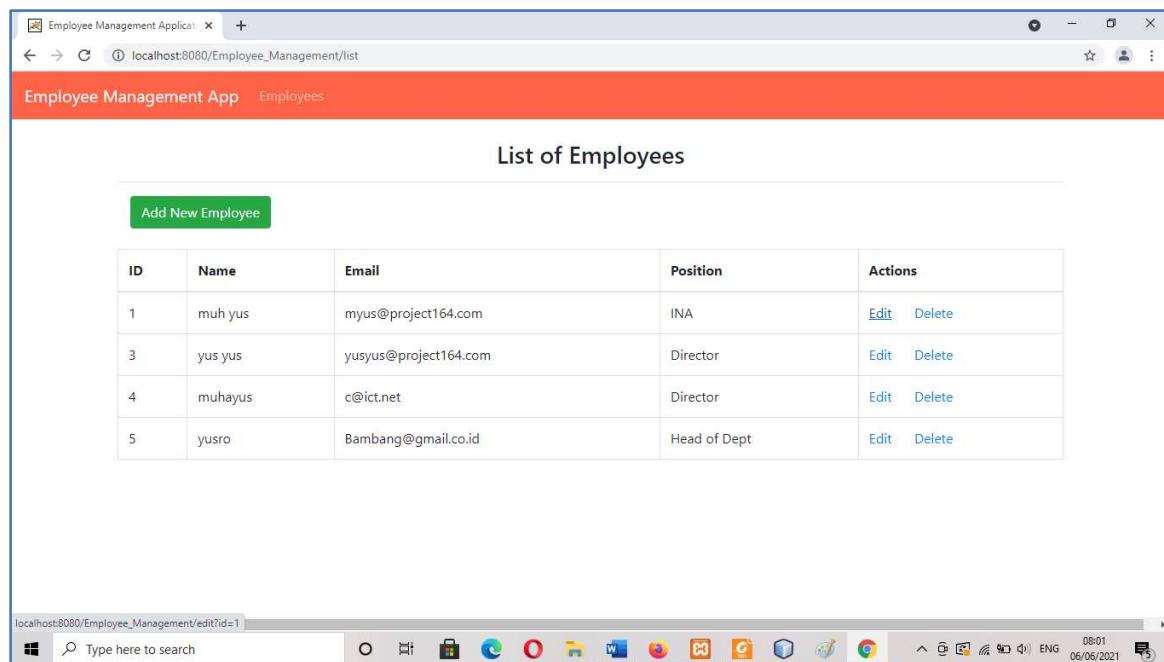 Employee Management Applicat
localhost:8080/Employee_Management/list
Employee Management App Employees
List of Employees
Add New Employee
ID Name Email Position Actions
1 muh yus myus@project164.com INA Edit Delete
3 yus yus yusyus@project164.com Director Edit Delete
4 muhayus c@ict.net Director Edit Delete
5 yusro Bambang@gmail.co.id Head of Dept Edit Delete
localhost:8080/Employee_Management/edit?id=1
Type here to search ENG 08:01
06/06/2021 5